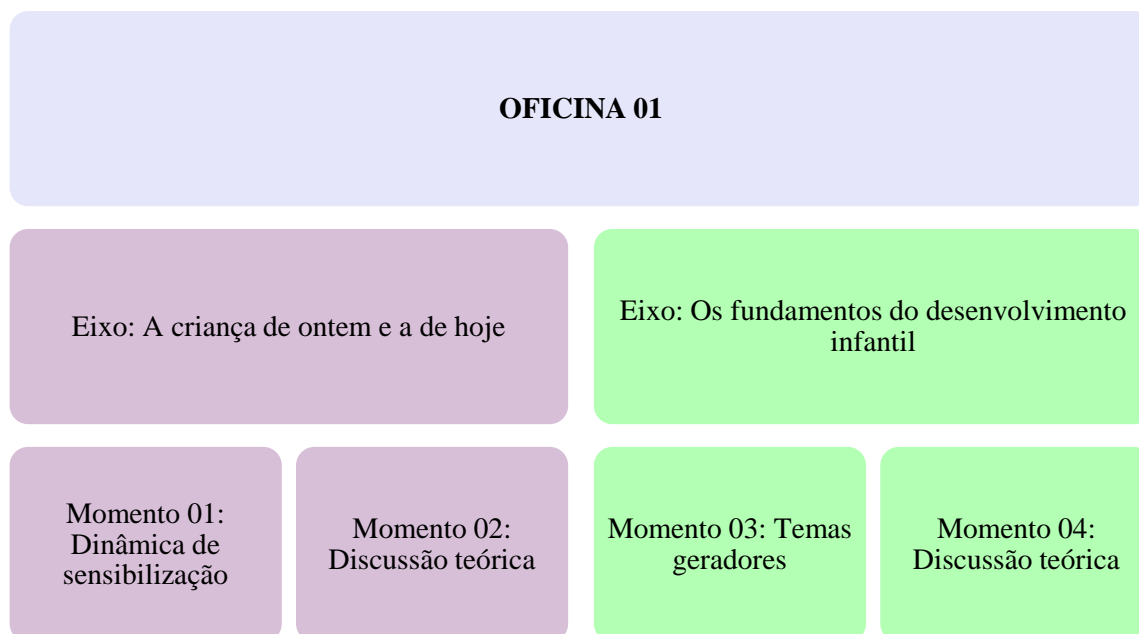 OFICINA 01
Eixo: A criança de ontem e a de hoje
Eixo: Os fundamentos do desenvolvimento
infantil
Momento 01:
Dinâmica de
sensibilização
Momento 02:
Discussão teórica
Momento 03: Temas
geradores
Momento 04:
Discussão teórica